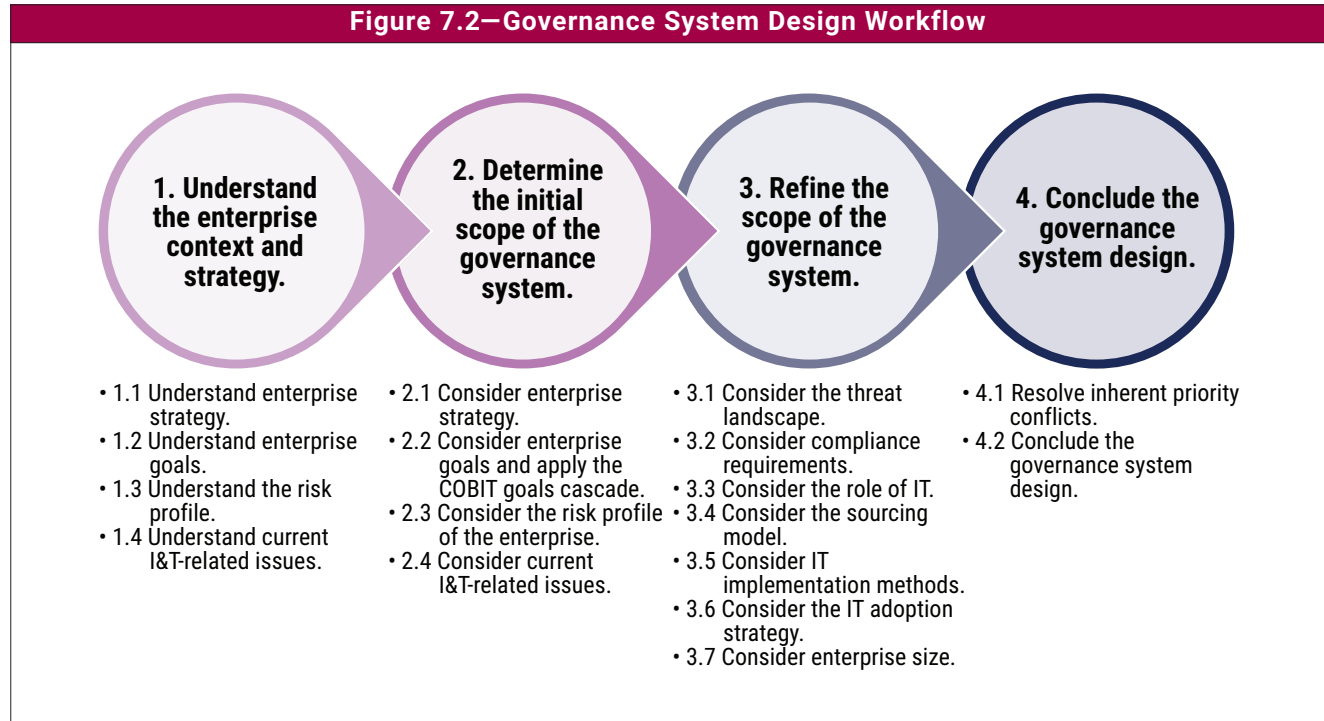 Figure 7.2—Governance System Design Workflow
1. Understand
the enterprise
context and
strategy.
2. Determine
the initial
scope of the
governance
system.
3. Refine the
scope of the
governance
system.
4. Conclude the
governance
system design.
• 1.1 Understand enterprise
strategy.
• 1.2 Understand enterprise
goals.
• 1.3 Understand the risk
profile.
• 1.4 Understand current
I&T-related issues.
• 2.1 Consider enterprise
strategy.
• 2.2 Consider enterprise
goals and apply the
COBIT goals cascade.
• 2.3 Consider the risk profile
of the enterprise.
• 2.4 Consider current
I&T-related issues.
• 3.1 Consider the threat
landscape.
• 3.2 Consider compliance
requirements.
• 3.3 Consider the role of IT.
• 3.4 Consider the sourcing
model.
• 3.5 Consider IT
implementation methods.
• 3.6 Consider the IT adoption
strategy.
• 3.7 Consider enterprise size.
• 4.1 Resolve inherent priority
conflicts.
• 4.2 Conclude the
governance system
design.